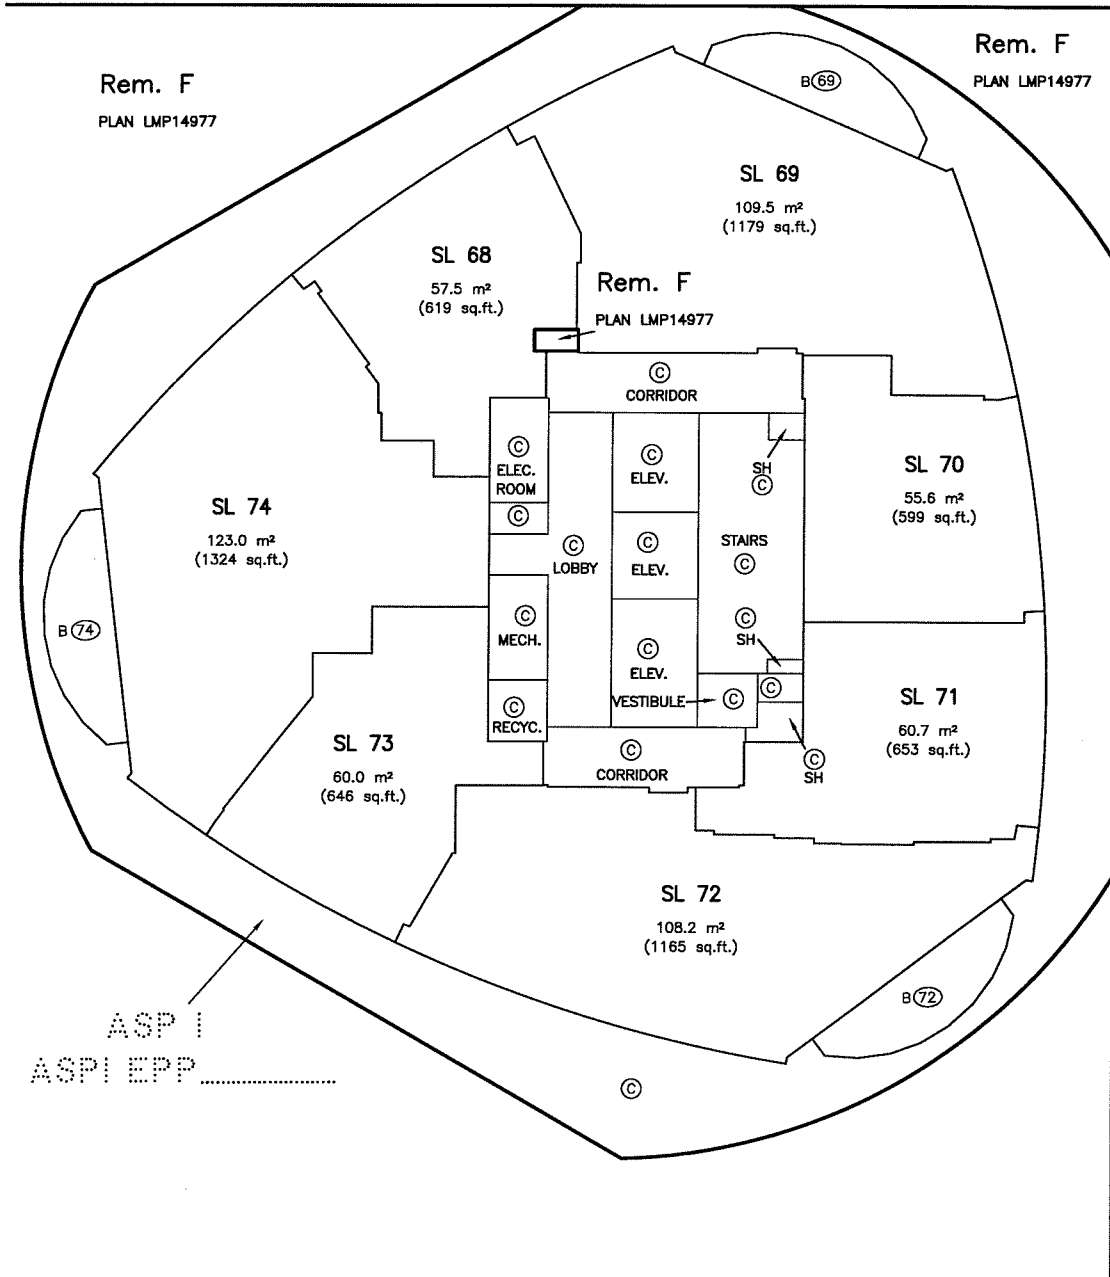 Rem. F
PLAN LMP14977
Rem. F
PLAN LMP14977
B 69
SL 69
109.5 m²
(1179 sq.ft.)
SL 68
57.5 m²
(619 sq.ft.)
Rem. F
PLAN LMP14977
C
CORRIDOR
C
ELEC.
ROOM
C
ELEV.
SH
C
SL 70
55.6 m²
(599 sq.ft.)
SL 74
123.0 m²
(1324 sq.ft.)
C
C
LOBBY
C
ELEV.
STAIRS
C
B 74
C
MECH.
C
ELEV.
C
SH
C
RECYC.
VESTIBULE
C
C
SL 71
60.7 m²
(653 sq.ft.)
C
SH
SL 73
60.0 m²
(646 sq.ft.)
C
CORRIDOR
SL 72
108.2 m²
(1165 sq.ft.)
B 72
ASP 1
ASP1 EPP
C